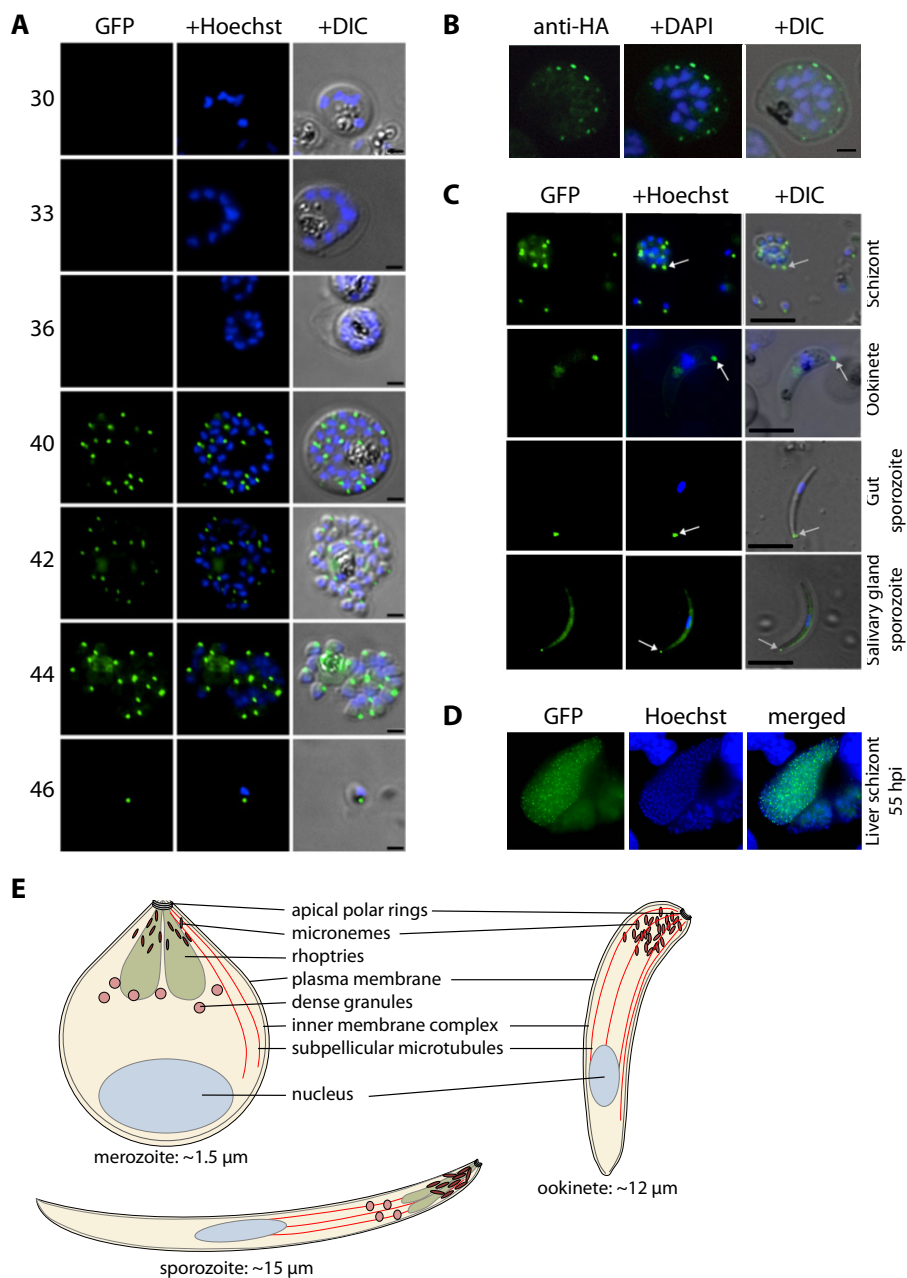 A
GFP +Hoechst +DIC
30
33
36
40
42
44
46
B
anti-HA +DAPI +DIC
C
GFP +Hoechst +DIC
Schizont
Ookinete
Gut
sporozoite
Salivary gland
sporozoite
D
GFP Hoechst merged
Liver schizont
55 hpi
E
apical polar rings
micronemes
rhoptries
plasma membrane
dense granules
inner membrane complex
subpellicular microtubules
nucleus
merozoite: ~1.5 µm
ookinete: ~12 µm
sporozoite: ~15 µm